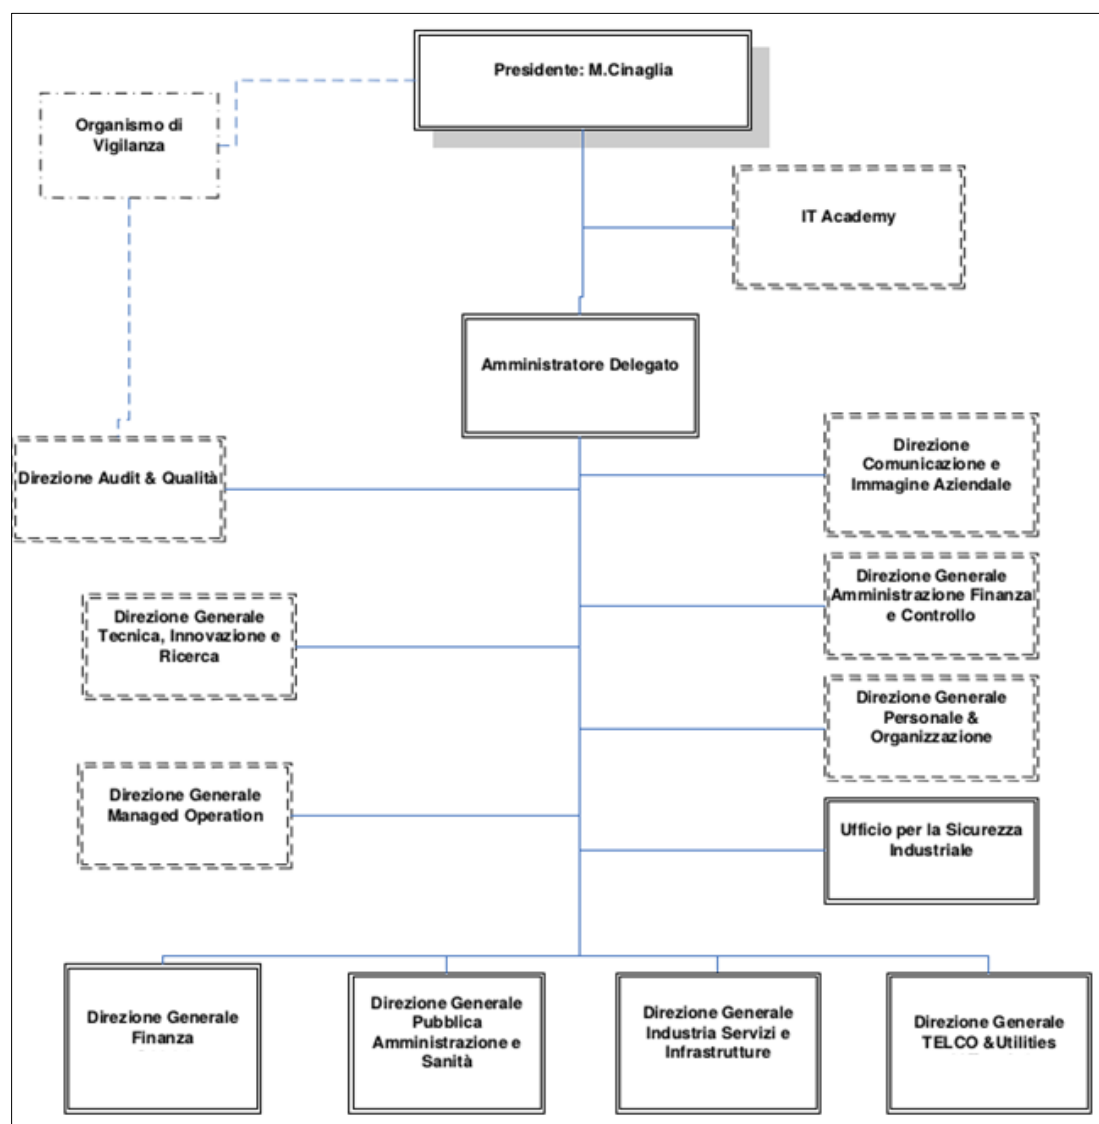 Presidente: M.Cinaglia
Organismo di
Vigilanza
IT Academy
Amministratore Delegato
Direzione
Comunicazione e
Immagine Aziendale
Direzione Audit & Qualità
Direzione Generale
Amministrazione Finanza
e Controllo
Direzione Generale
Tecnica, Innovazione e
Ricerca
Direzione Generale
Personale &
Organizzazione
Direzione Generale
Managed Operation
Ufficio per la Sicurezza
Industriale
Direzione Generale
Finanza
Direzione Generale
Pubblica
Amministrazione e
Sanità
Direzione Generale
Industria Servizi e
Infrastrutture
Direzione Generale
TELCO &Utilities